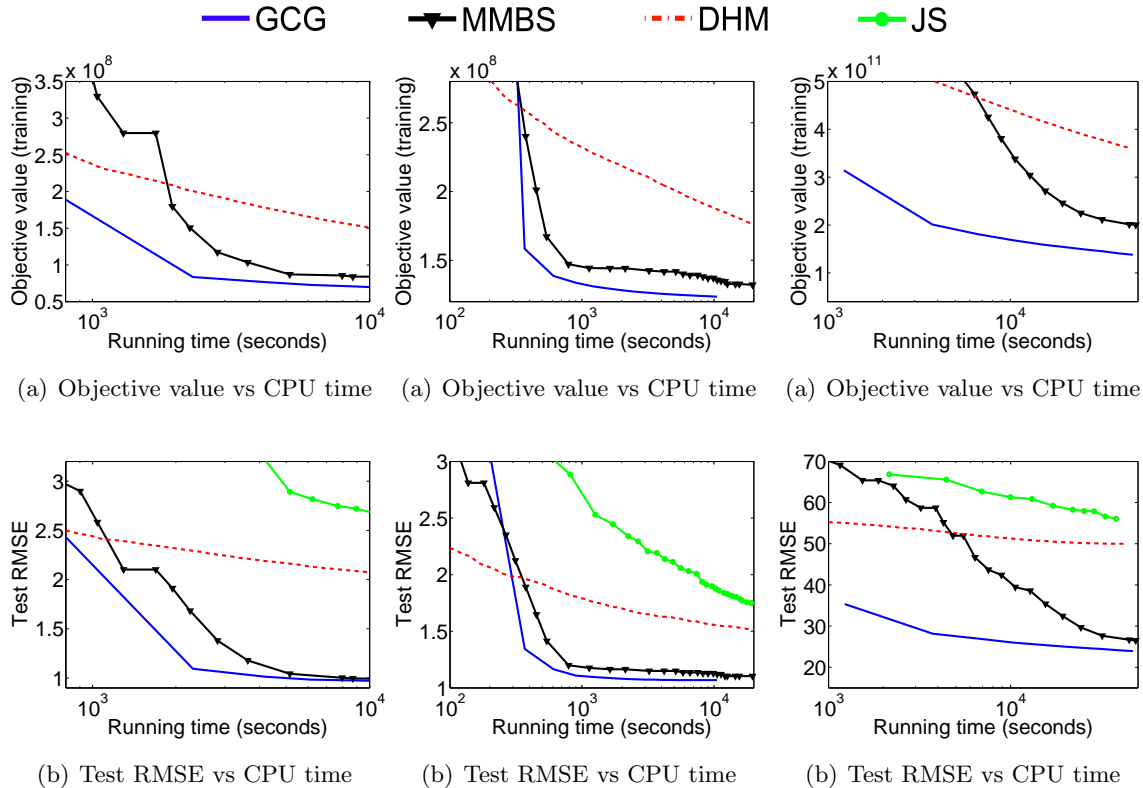 GCG MMBS DHM JS
x 10^8
3.5
3
2.5
2
1.5
1
0.5
10^3 10^4
Objective value (training)
Running time (seconds)
(a) Objective value vs CPU time
x 10^8
2.5
1.5
10^2 10^3 10^4
Objective value (training)
Running time (seconds)
(a) Objective value vs CPU time
x 10^11
5
3
1
10^3 10^4
Objective value (training)
Running time (seconds)
(a) Objective value vs CPU time
3
2.5
2
1.5
1
10^3 10^4
Test RMSE
Running time (seconds)
(b) Test RMSE vs CPU time
3
2.5
2
1.5
1
10^2 10^3 10^4
Test RMSE
Running time (seconds)
(b) Test RMSE vs CPU time
70
60
50
40
30
20
10^3 10^4
Test RMSE
Running time (seconds)
(b) Test RMSE vs CPU time